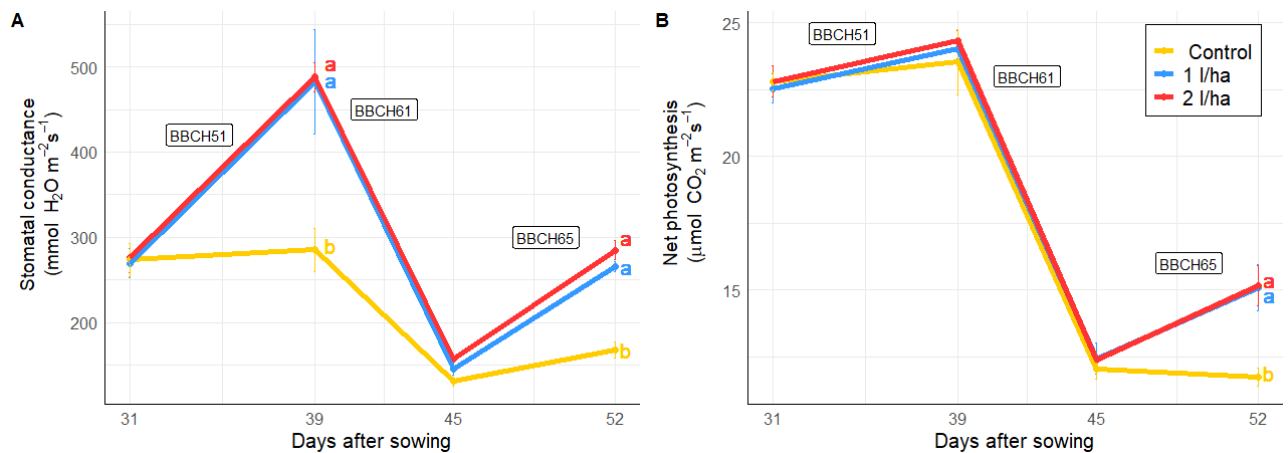 A
Stomatal conductance
(mmol H₂O m⁻²s⁻¹)
500
400
300
200
BBCH51
BBCH61
BBCH65
a
a
b
a
a
b
31
39
45
52
Days after sowing
B
Net photosynthesis
(μmol CO₂ m⁻²s⁻¹)
25
20
15
BBCH51
BBCH61
BBCH65
Control
1 l/ha
2 l/ha
a
a
b
31
39
45
52
Days after sowing